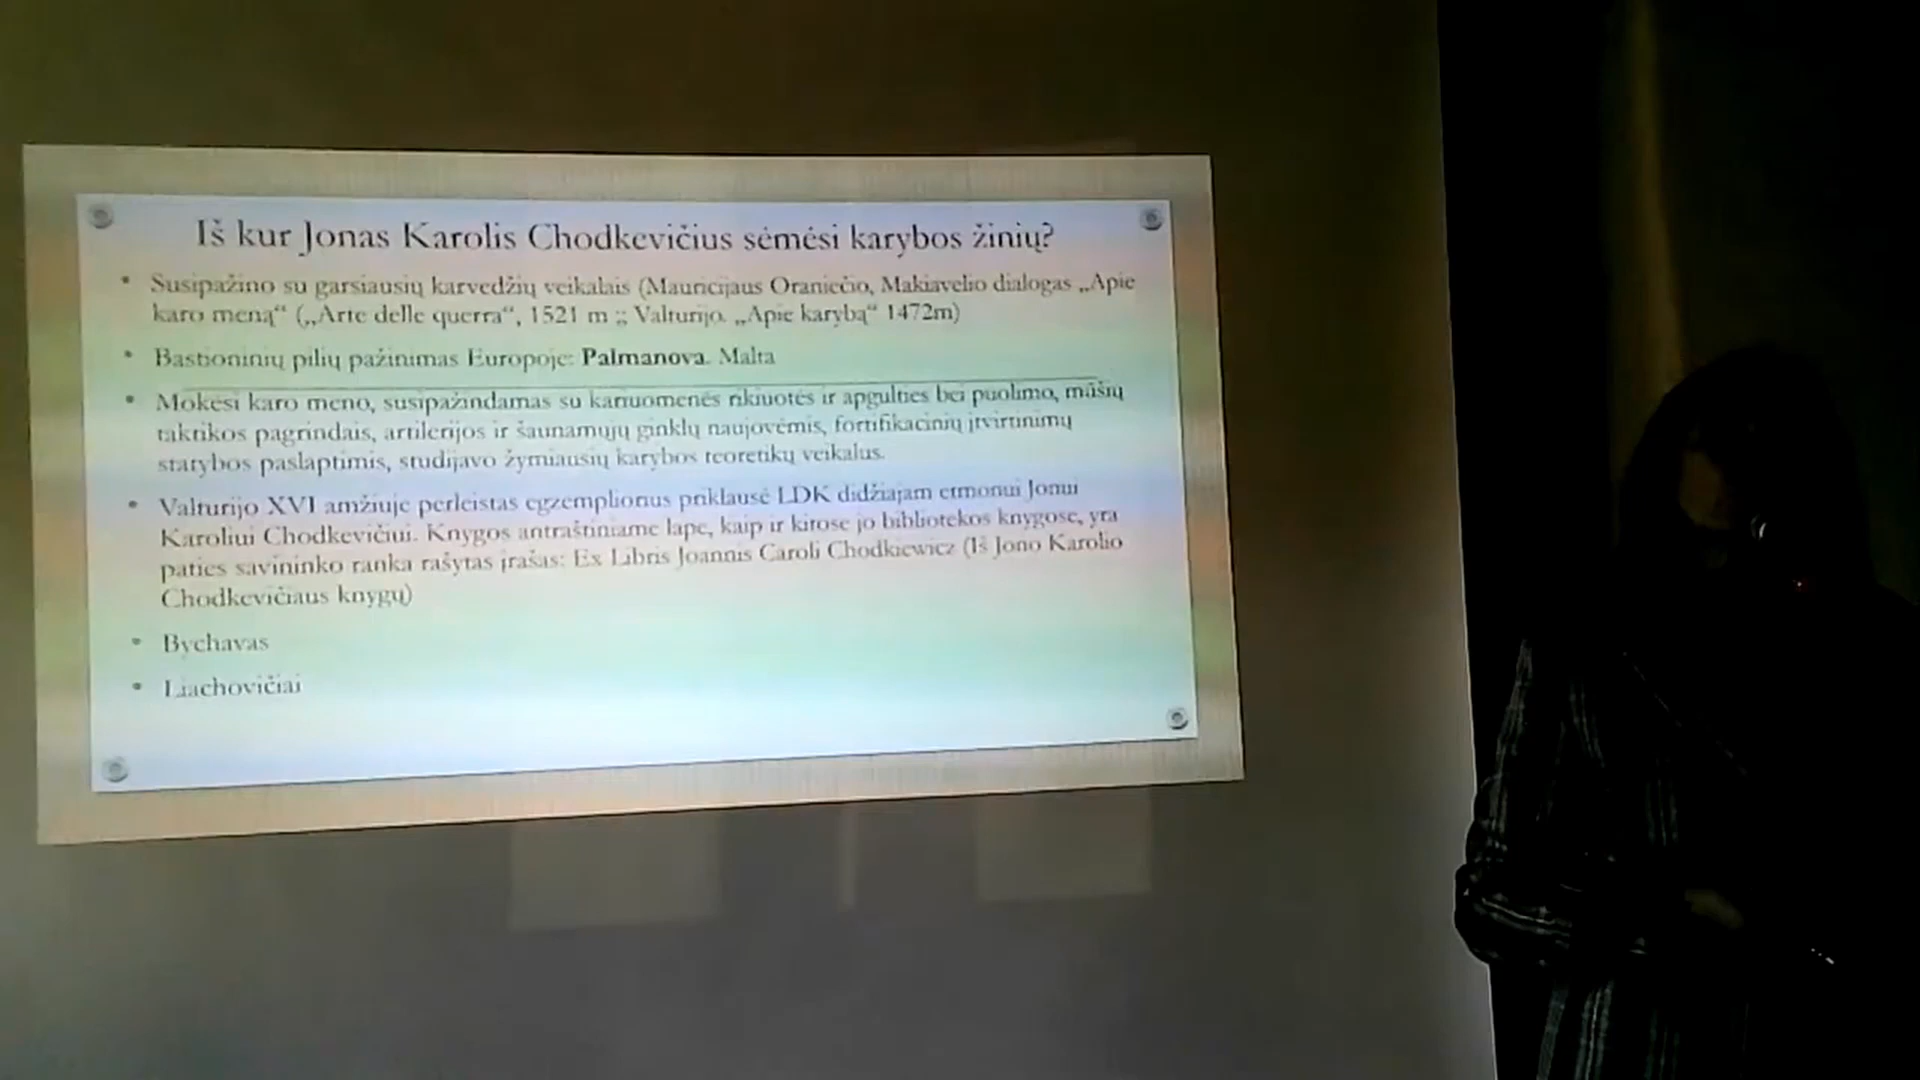 Iš kur Jonas Karolis Chodkevičius sėmėsi karybos žinių?
• Susipažino su garsiausių karvedžių veikalais (Mauricijaus Oraniečio, Makiavelio dialogas „Apie
karo meną“ („Arte delle querra“, 1521 m ;; Valturijo. „Apie karybą“ 1472m)
• Bastioninių pilių pažinimas Europoje: Palmanova. Malta
• Mokėsi karo meno, susipažindamas su kariuomenės rikiuotės ir apgulties bei puolimo, mūšių
taktikos pagrindais, artilerijos ir šaunamųjų ginklų naujovėmis, fortifikacinių įtvirtinimų
statybos paslaptimis, studijavo žymiausių karybos teoretikų veikalus.
• Valturijo XVI amžiuje perleistas egzempliorius priklausė LDK didžiajam etmonui Jonui
Karoliui Chodkevičiui. Knygos antraštiniame lape, kaip ir kitose jo bibliotekos knygose, yra
paties savininko ranka rašytas įrašas: Ex Libris Joannis Caroli Chodkiewicz (Iš Jono Karolio
Chodkevičiaus knygų)
• Bychavas
• Liachovičiai